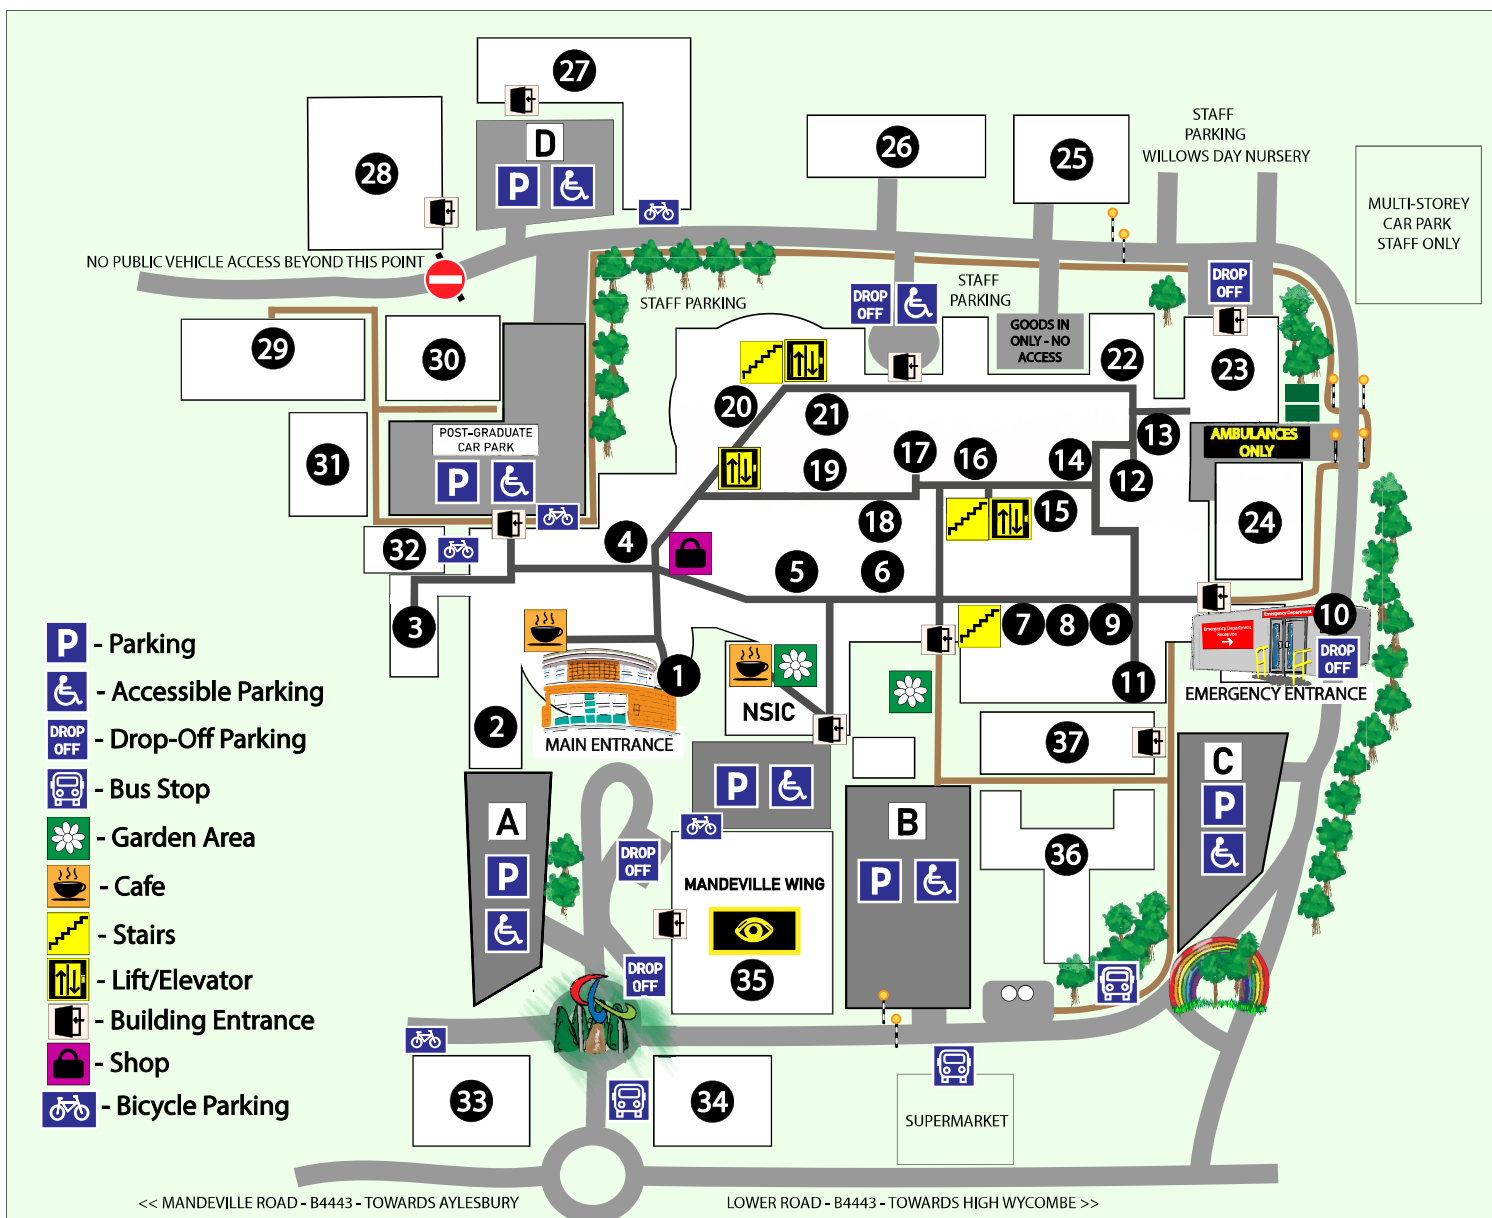 27
28
D
P
26
25
STAFF
PARKING
WILLOWS DAY NURSERY
MULTI-STOREY
CAR PARK
STAFF ONLY
NO PUBLIC VEHICLE ACCESS BEYOND THIS POINT
STAFF PARKING
DROP
OFF
STAFF
PARKING
DROP
OFF
GOODS IN
ONLY - NO
ACCESS
29
30
22
23
20
21
31
POST-GRADUATE
CAR PARK
P
19
17
16
14
13
12
AMBULANCES
ONLY
18
15
24
32
4
5
6
3
7
8
9
10
Emergency Department
Emergency Department
Reception
DROP
OFF
EMERGENCY ENTRANCE
1
2
MAIN ENTRANCE
NSIC
11
37
P
A
P
B
P
C
P
36
DROP
OFF
MANDEVILLE WING
35
DROP
OFF
33
34
SUPERMARKET
P - Parking
- Accessible Parking
DROP
OFF - Drop-Off Parking
- Bus Stop
- Garden Area
- Cafe
- Stairs
- Lift/Elevator
- Building Entrance
- Shop
- Bicycle Parking
<< MANDEVILLE ROAD - B4443 - TOWARDS AYLESBURY
LOWER ROAD - B4443 - TOWARDS HIGH WYCOMBE >>